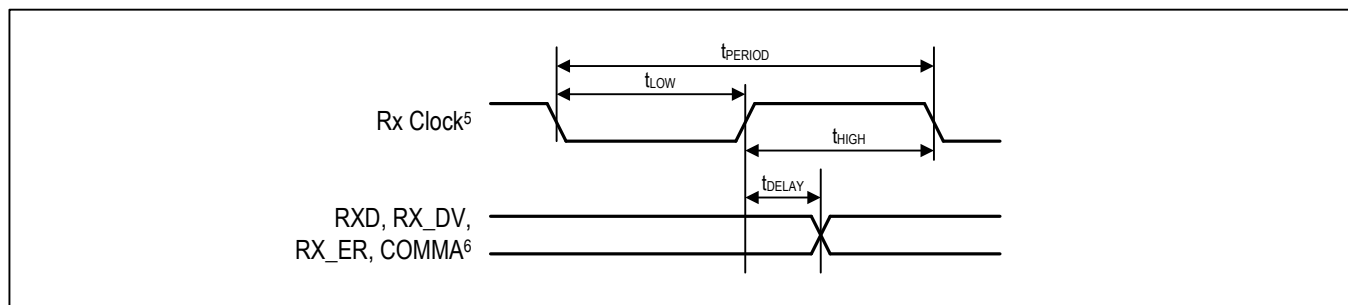 tPERIOD
tLOW
Rx Clock5
tHIGH
tDELAY
RXD, RX_DV,
RX_ER, COMMA6